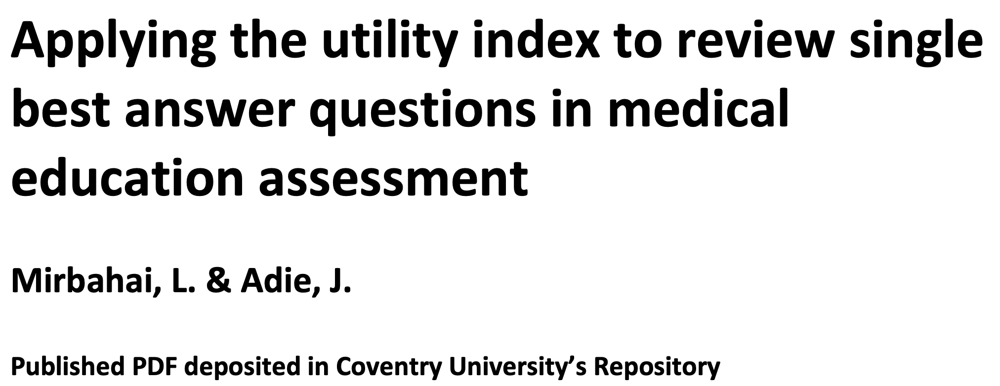 Applying the utility index to review single
best answer questions in medical
education assessment
Mirbahai, L. & Adie, J.
Published PDF deposited in Coventry University’s Repository